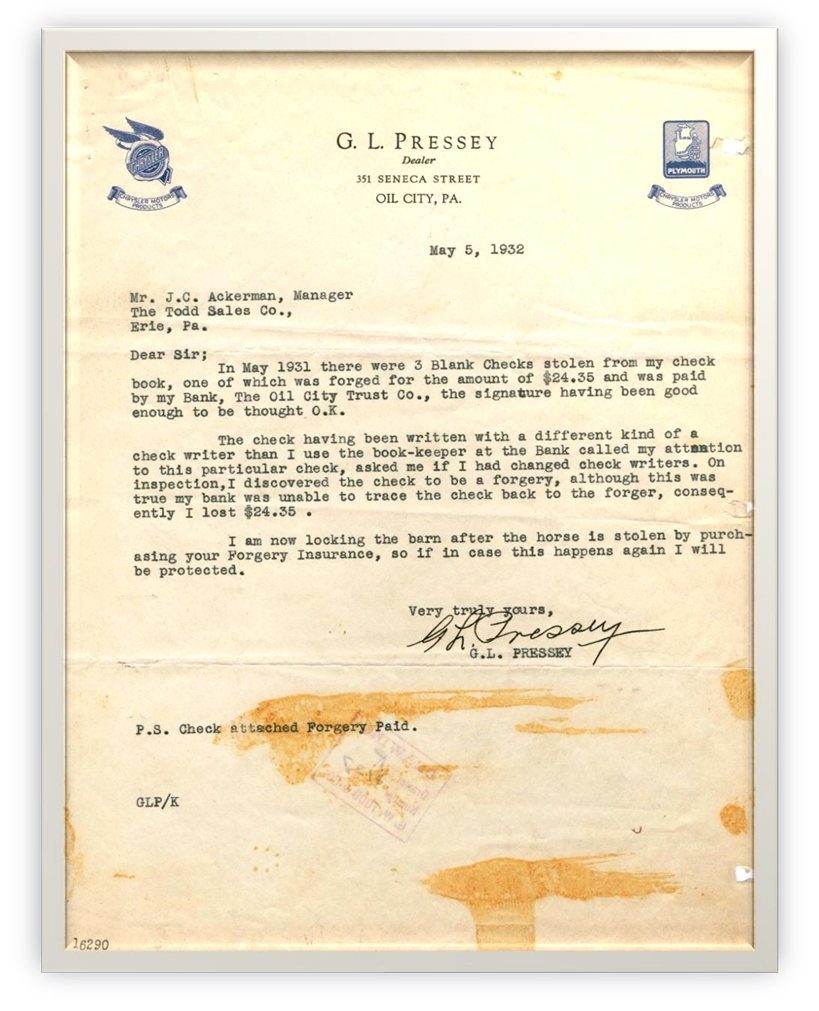 G. L. PRESSEY
Dealer
351 SENECA STREET
OIL CITY, PA.
CHRYSLER
CHRYSLER MOTORS
PRODUCTS
PLYMOUTH
CHRYSLER MOTORS
PRODUCTS
May 5, 1932
Mr. J.C. Ackerman, Manager
The Todd Sales Co.,
Erie, Pa.
Dear Sir;
In May 1931 there were 3 Blank Checks stolen from my check
book, one of which was forged for the amount of $24.35 and was paid
by my Bank, The Oil City Trust Co., the signature having been good
enough to be thought O.K.
The check having been written with a different kind of a
check writer than I use the book-keeper at the Bank called my attention
to this particular check, asked me if I had changed check writers. On
inspection,I discovered the check to be a forgery, although this was
true my bank was unable to trace the check back to the forger, conseq-
ently I lost $24.35 .
I am now locking the barn after the horse is stolen by purch-
asing your Forgery Insurance, so if in case this happens again I will
be protected.
Very truly yours,
G L Pressey
G.L. PRESSEY
P.S. Check attached Forgery Paid.
GLP/K
16290